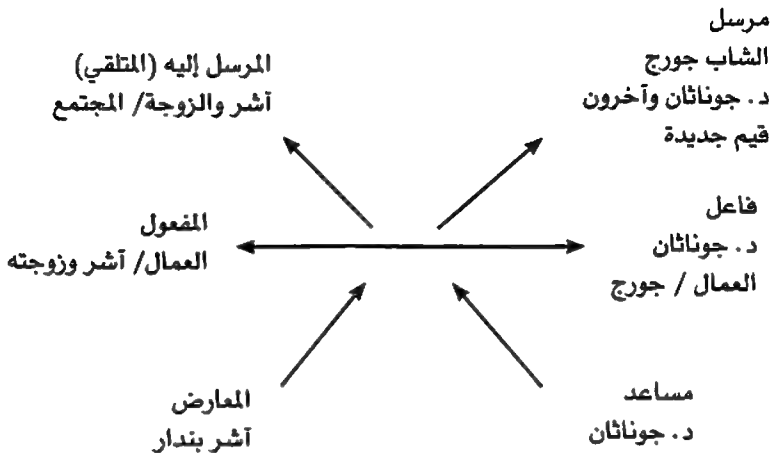 مرسل
الشاب جورج
د. جوناثان وآخرون
قيم جديدة
المرسل إليه (المتلقي)
آشر والزوجة/ المجتمع
فاعل
د. جوناثان
العمال / جورج
المفعول
العمال/ آشر وزوجته
مساعد
د. جوناثان
المعارض
آشر بندار